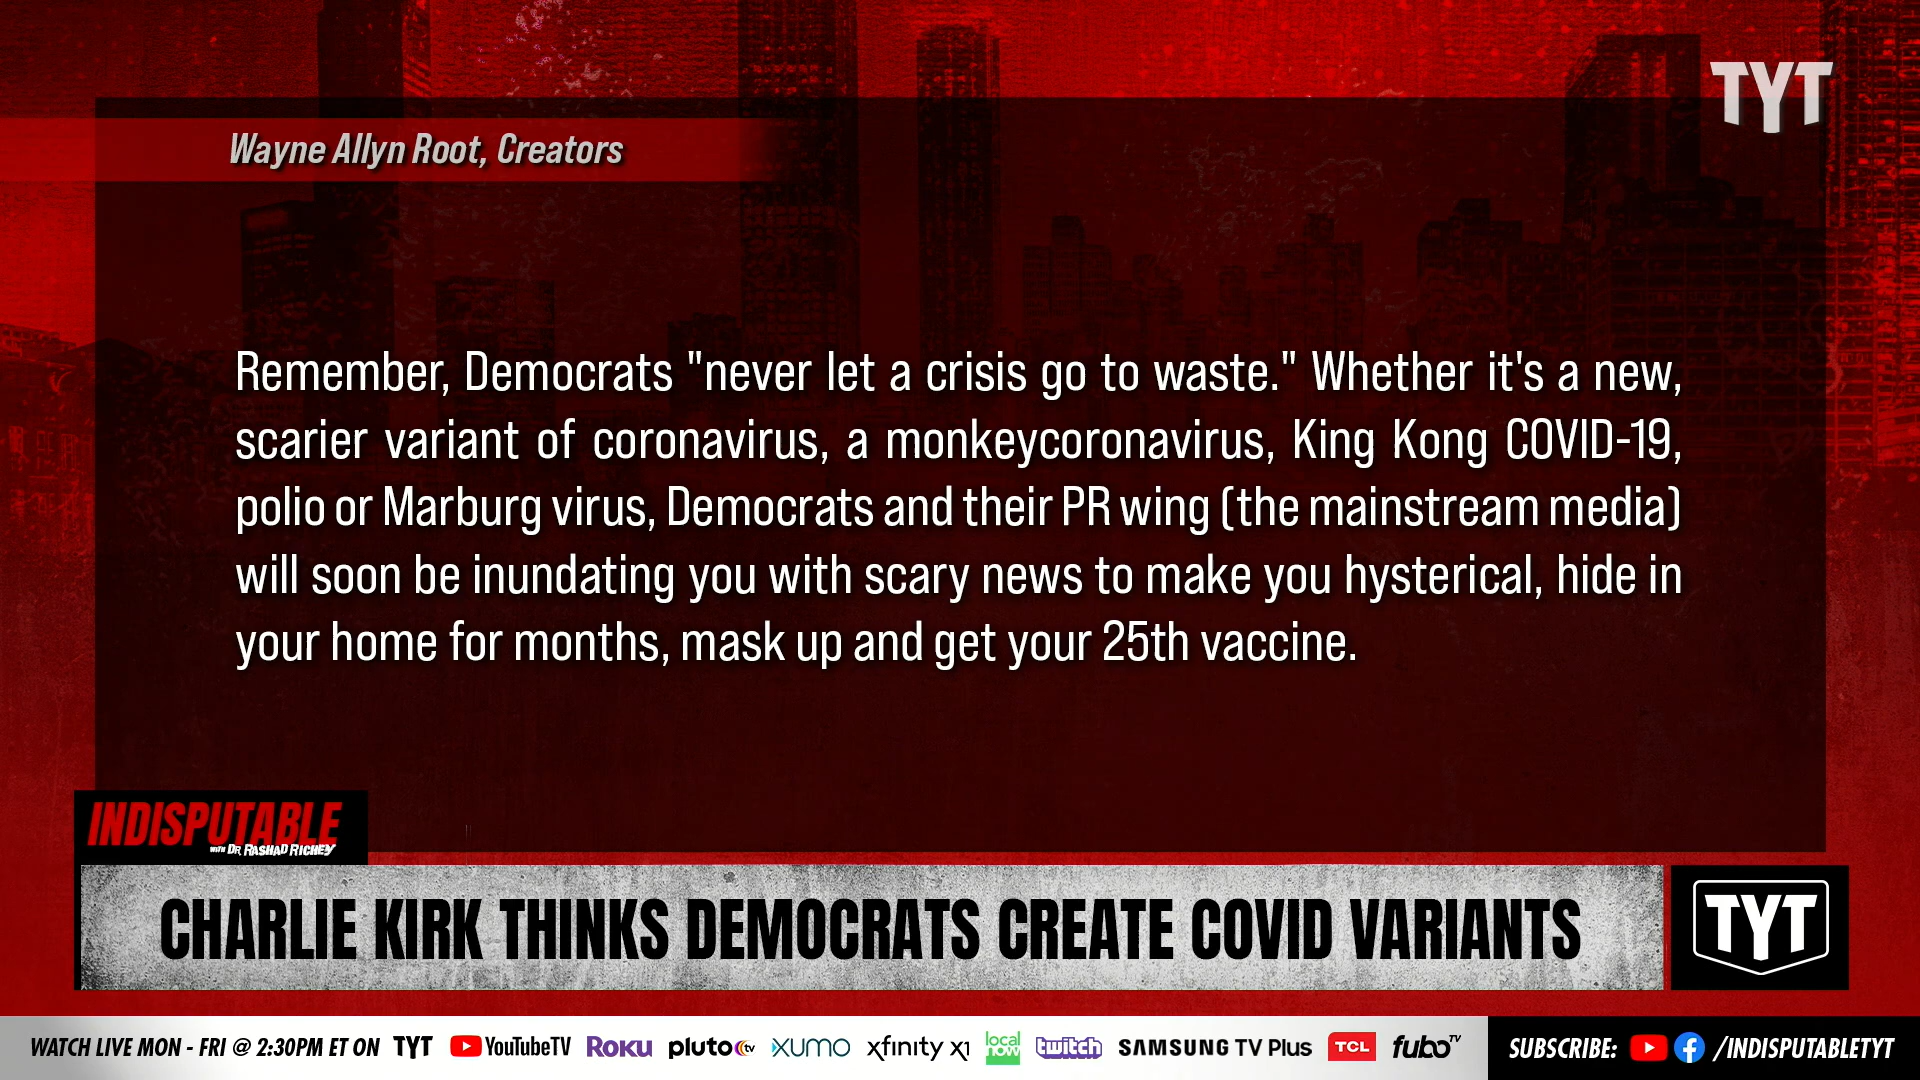 TYT
Wayne Allyn Root, Creators
Remember, Democrats "never let a crisis go to waste." Whether it's a new,
scarier variant of coronavirus, a monkeycoronavirus, King Kong COVID-19,
polio or Marburg virus, Democrats and their PR wing (the mainstream media)
will soon be inundating you with scary news to make you hysterical, hide in
your home for months, mask up and get your 25th vaccine.
INDISPUTABLE
WITH DR RASHAD RICHEY
CHARLIE KIRK THINKS DEMOCRATS CREATE COVID VARIANTS
TYT
WATCH LIVE MON - FRI @ 2:30PM ET ON TYT YouTubeTV ROKU pluto tv XUMO xfinity x1 local now twitch SAMSUNG TV Plus TCL fubo TV SUBSCRIBE: /INDISPUTABLETYT